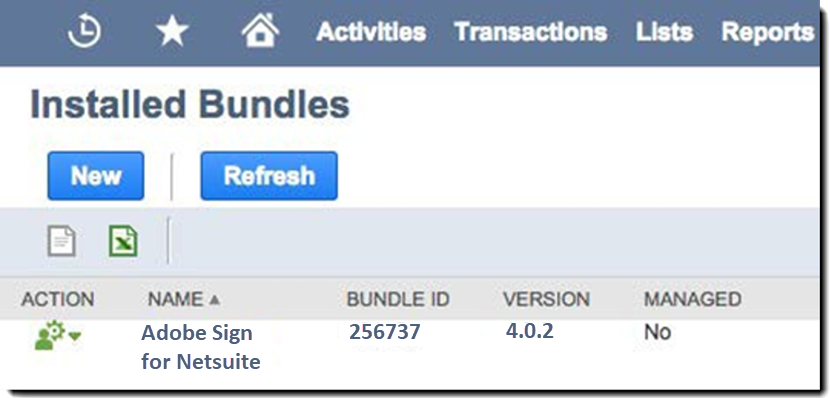 Activities Transactions Lists Reports
Installed Bundles
New Refresh
ACTION NAME BUNDLE ID VERSION MANAGED
Adobe Sign 256737 4.0.2 No
for Netsuite